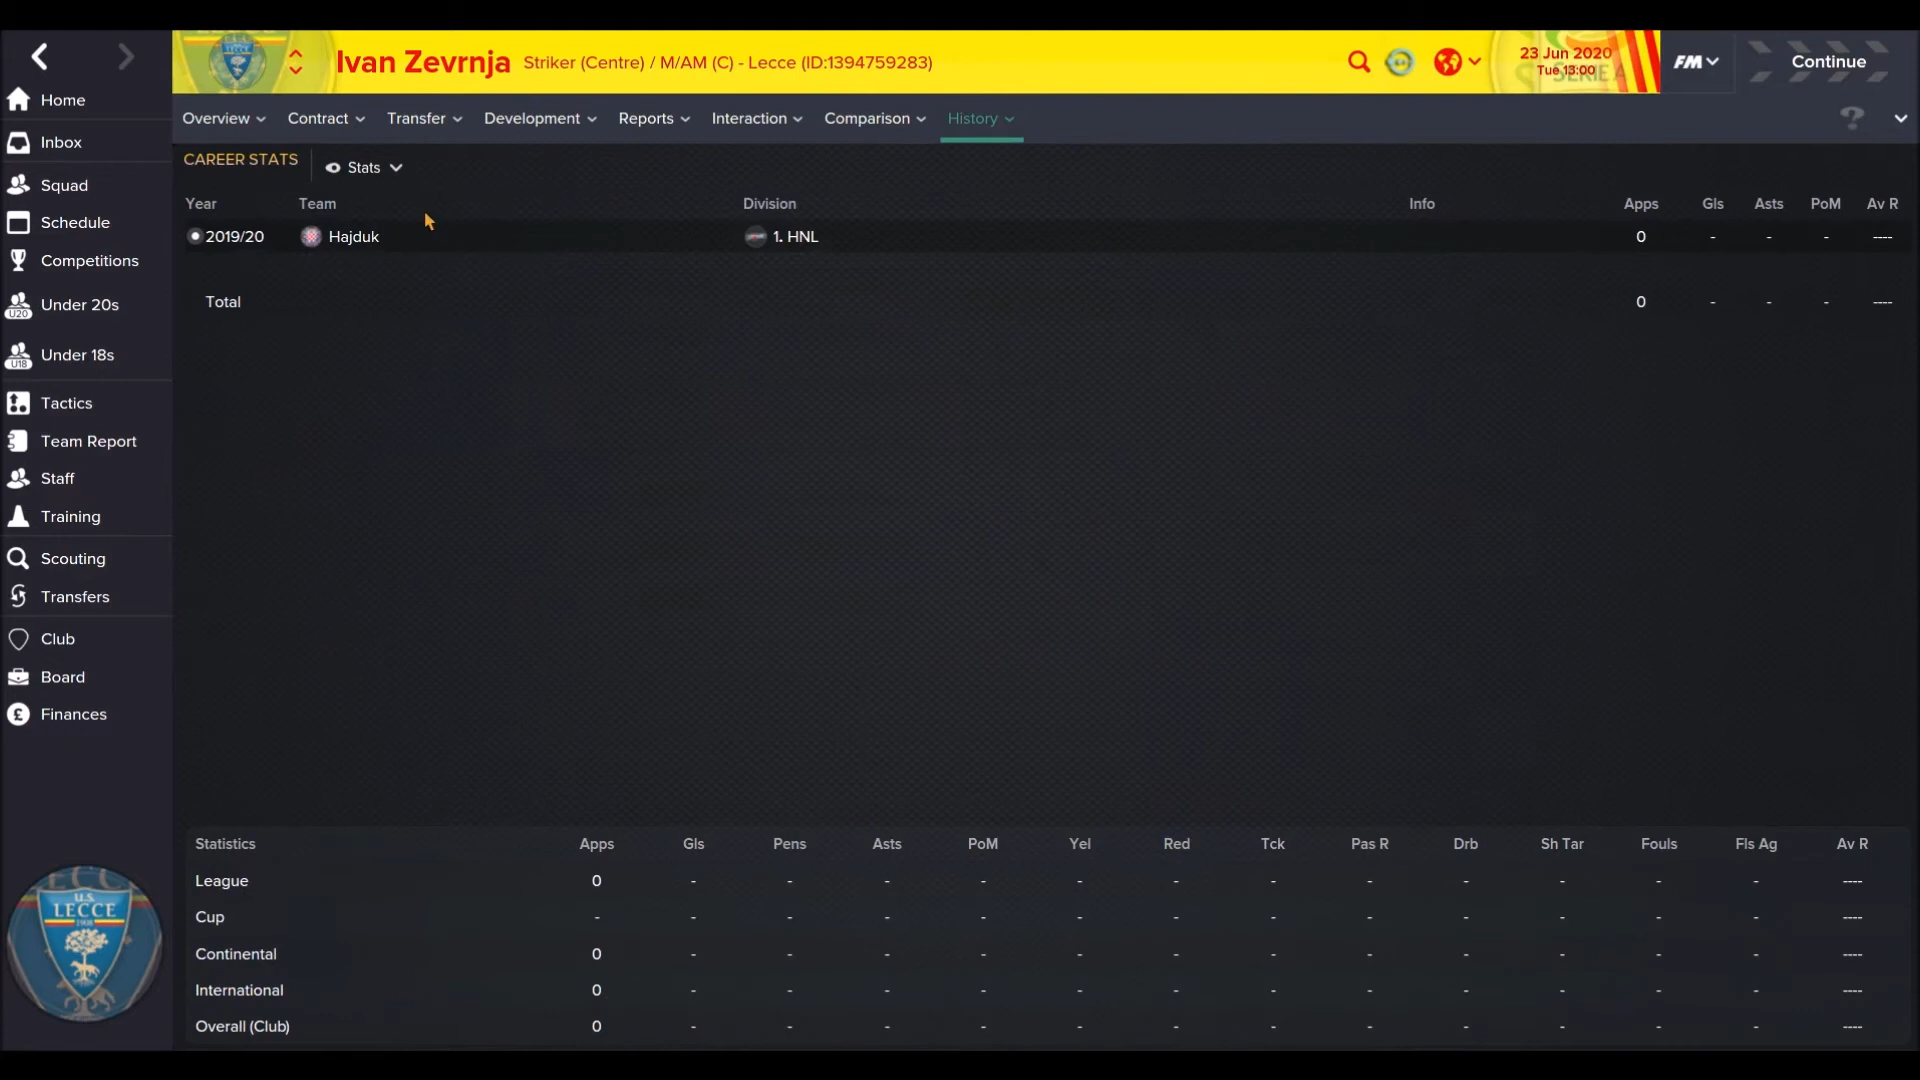 Ivan Zevrnja Striker (Centre) / M/AM (C) - Lecce (ID:1394759283)
23 Jun 2020
Tue 13:00
SERIE A
FM
Continue
Home
Inbox
Squad
Schedule
Competitions
Under 20s
U20
Under 18s
U18
Tactics
Team Report
Staff
Training
Scouting
Transfers
Club
Board
Finances
U.S.
LECCE
1908
Overview Contract Transfer Development Reports Interaction Comparison History
CAREER STATS Stats
Year Team Division Info Apps Gls Asts PoM Av R
2019/20 Hajduk 1. HNL 0 - - - ----
Total 0 - - - ----
Statistics Apps Gls Pens Asts PoM Yel Red Tck Pas R Drb Sh Tar Fouls Fls Ag Av R
League 0 - - - - - - - - - - - - ----
Cup - - - - - - - - - - - - - ----
Continental 0 - - - - - - - - - - - - ----
International 0 - - - - - - - - - - - - ----
Overall (Club) 0 - - - - - - - - - - - - ----